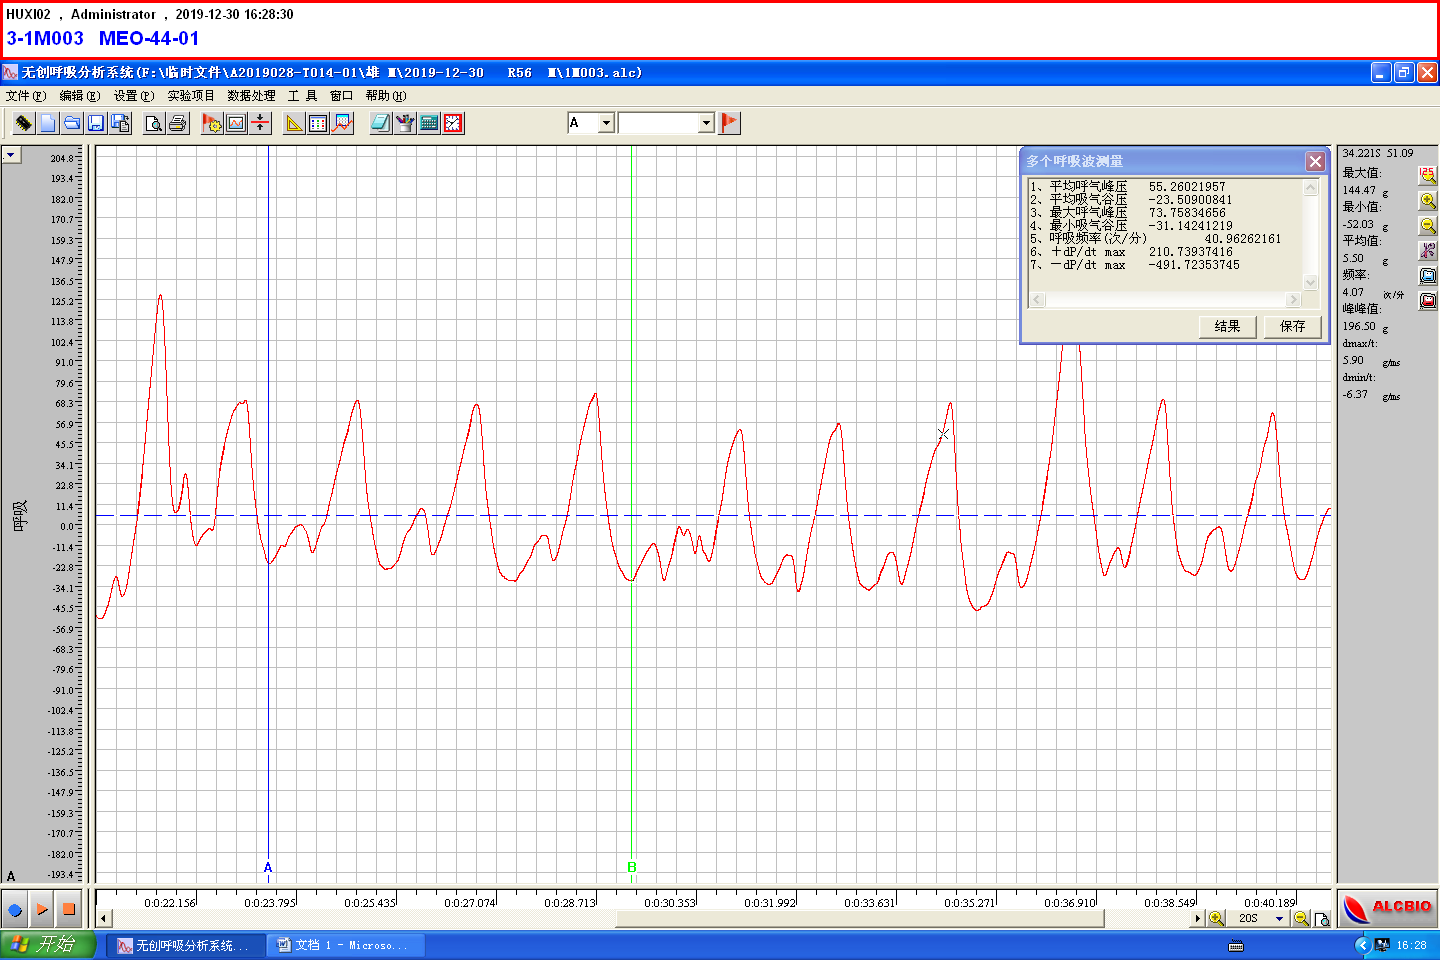 HUXI02 , Administrator , 2019-12-30 16:28:30
3-1M003 MEO-44-01
无创呼吸分析系统(F:\临时文件\A2019028-T014-01\雄 M\2019-12-30 R56 M\1M003.alc)
文件(F) 编辑(E) 设置(P) 实验项目 数据处理 工 具 窗口 帮助(H)
A
204.8
193.4
182.0
170.7
159.3
147.9
136.5
125.2
113.8
102.4
91.0
79.6
68.3
56.9
45.5
34.1
22.8
11.4
0.0
-11.4
-22.8
-34.1
-45.5
-56.9
-68.3
-79.6
-91.0
-102.4
-113.8
-125.2
-136.5
-147.9
-159.3
-170.7
-182.0
-193.4
呼吸
A
A
B
多个呼吸波测量
1、平均呼气峰压 55.26021957
2、平均吸气谷压 -23.50900841
3、最大呼气峰压 73.75834656
4、最小吸气谷压 -31.14241219
5、呼吸频率(次/分) 40.96262161
6、＋dP/dt max 210.73937416
7、－dP/dt max -491.72353745
结果 保存
34.221S 51.09
最大值:
144.47 g
最小值:
-52.03 g
平均值:
5.50 g
频率:
4.07 次/分
峰峰值:
196.50 g
dmax/t:
5.90 g/ms
dmin/t:
-6.37 g/ms
125
0:0:22.156 0:0:23.795 0:0:25.435 0:0:27.074 0:0:28.713 0:0:30.353 0:0:31.992 0:0:33.631 0:0:35.271 0:0:36.910 0:0:38.549 0:0:40.189
20S
ALCBIO
开始 无创呼吸分析系统... 文档 1 - Microso... 16:28